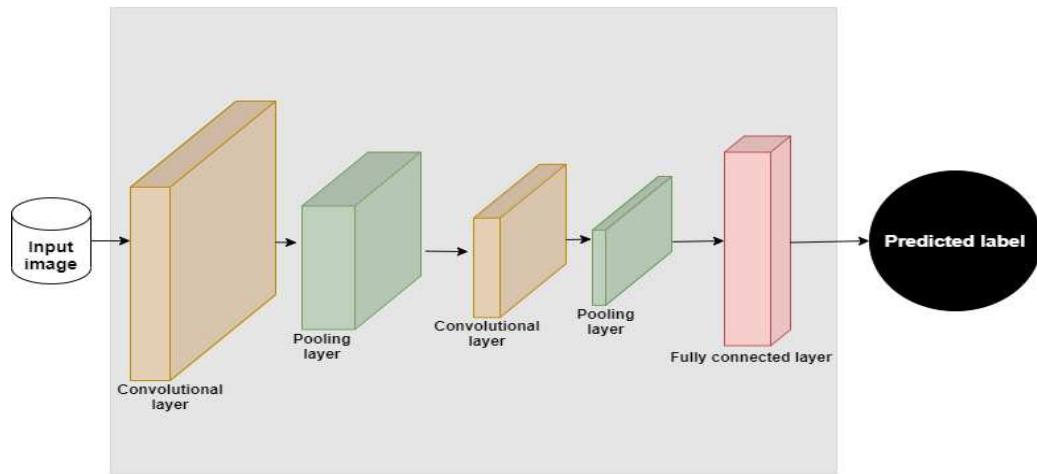 Input
image
Convolutional
layer
Pooling
layer
Convolutional
layer
Pooling
layer
Fully connected layer
Predicted label